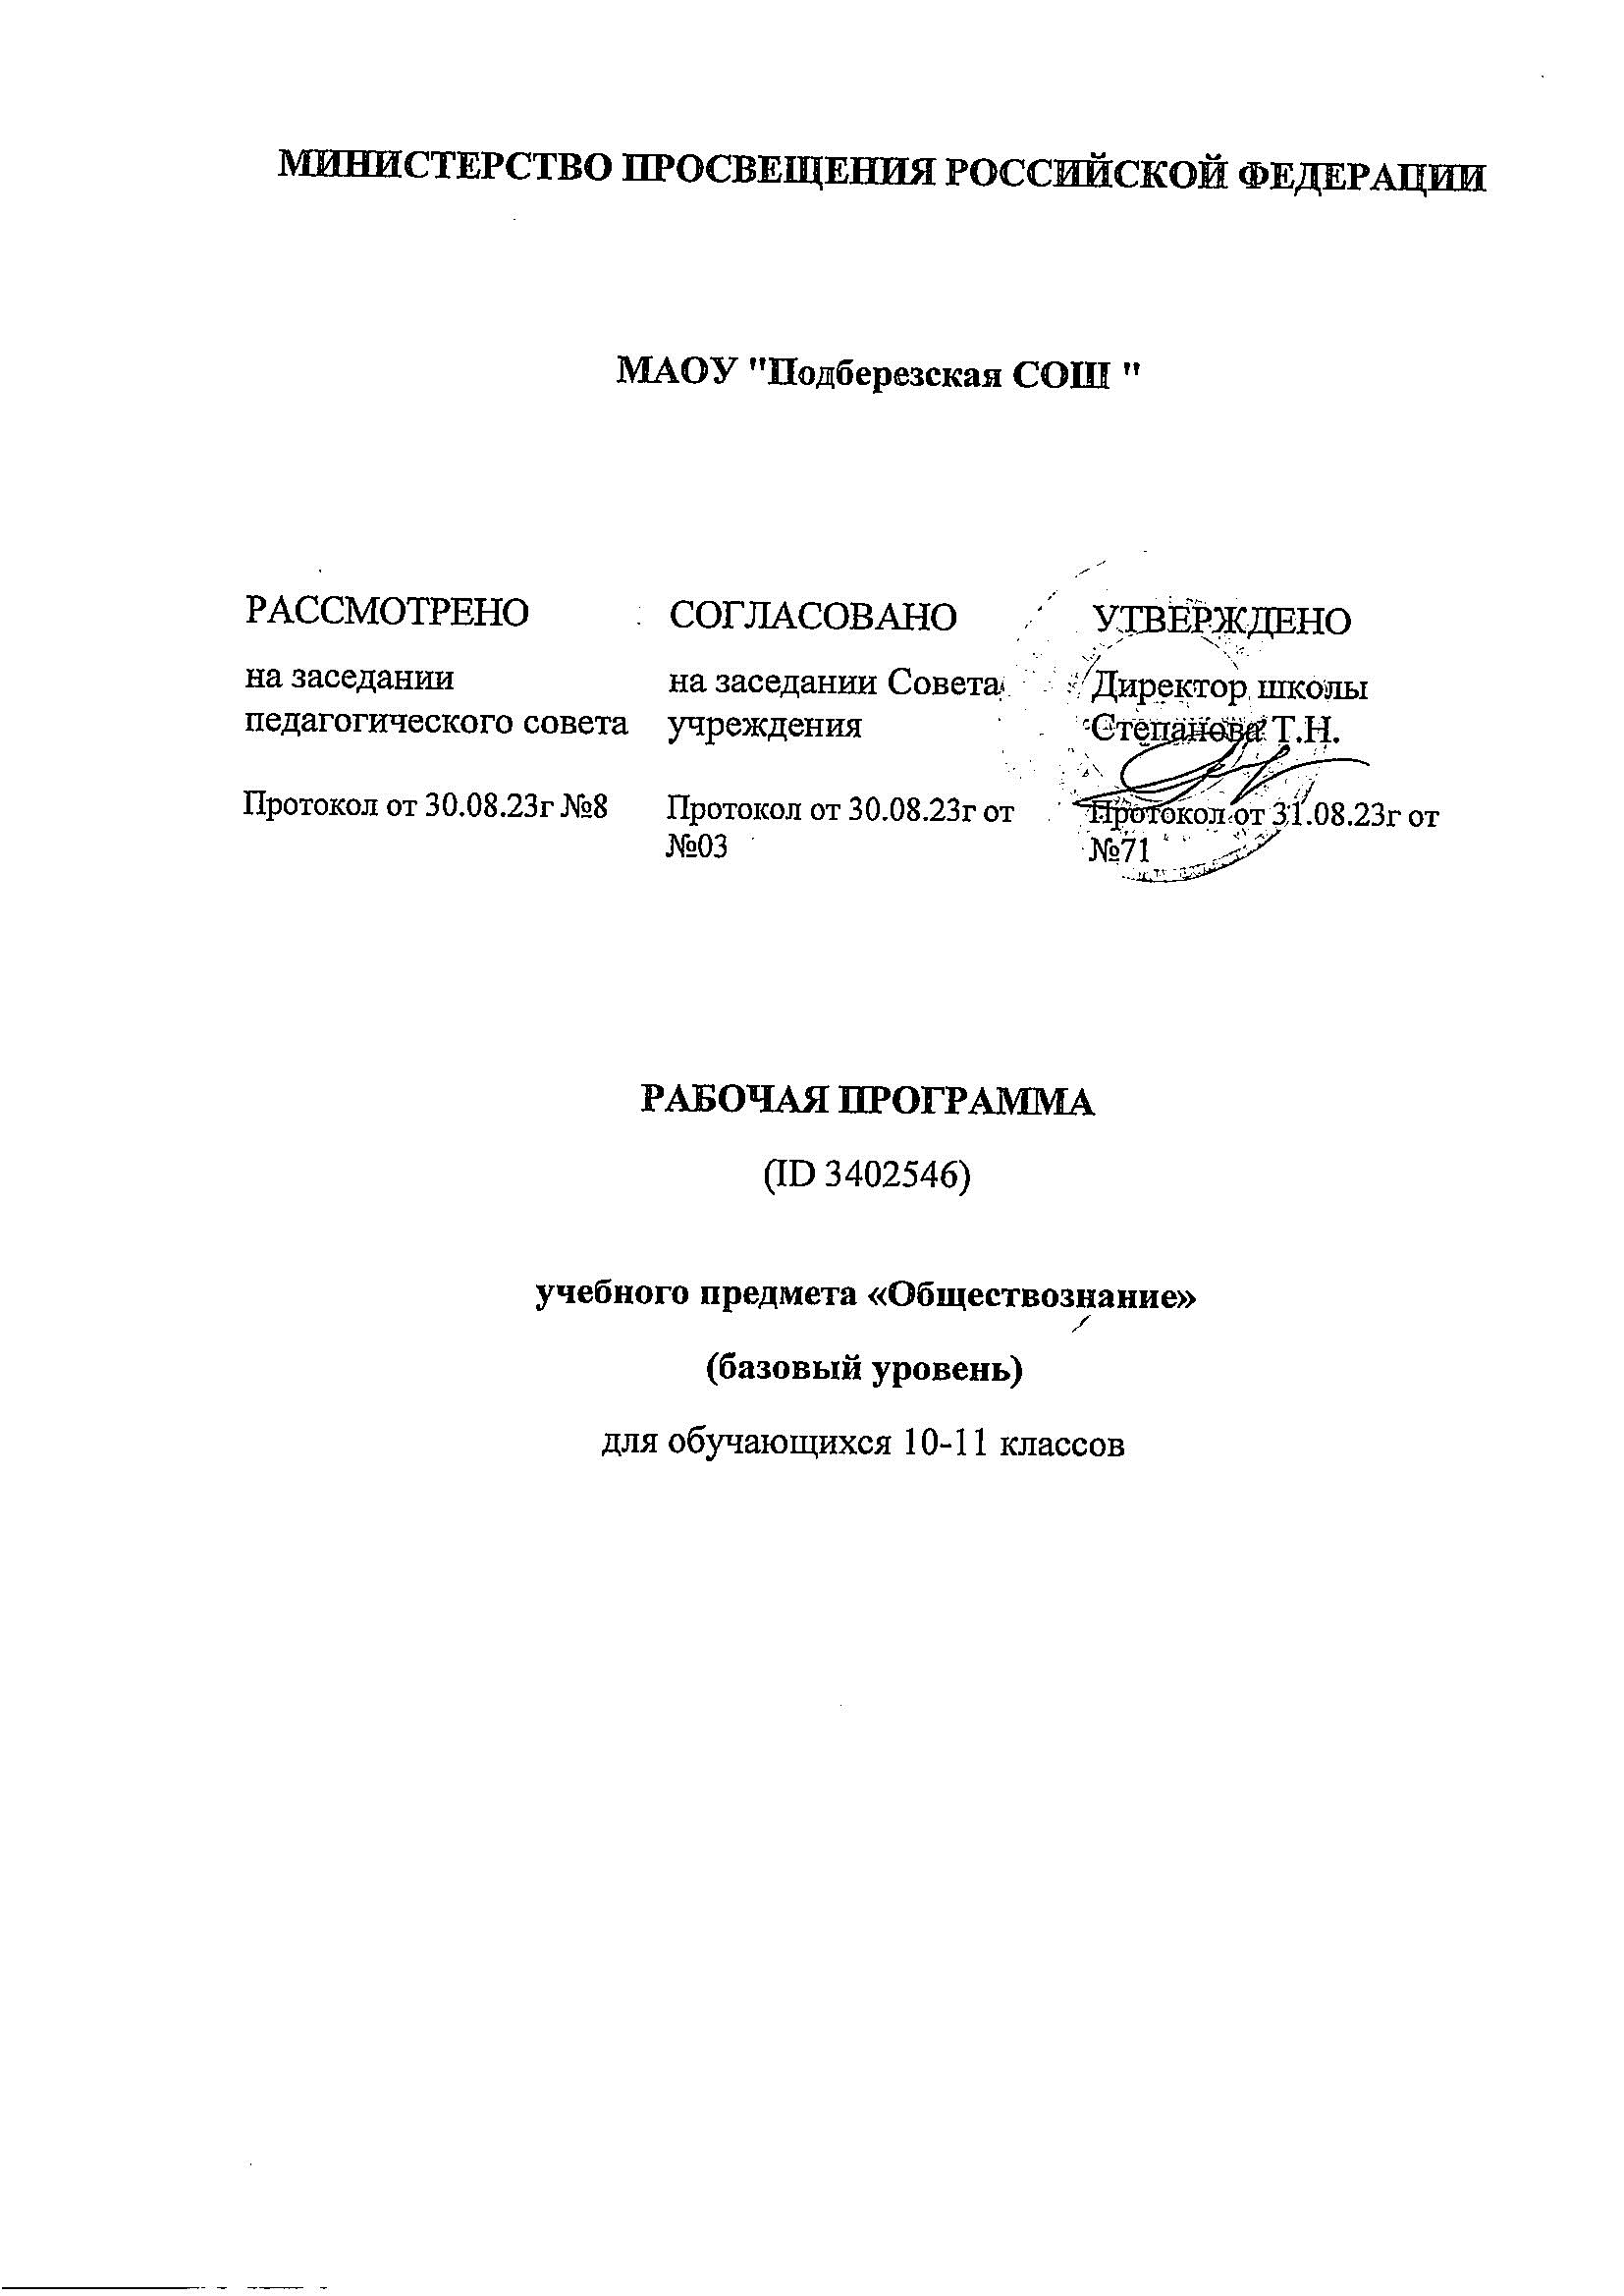 МИНИСТЕРСТВО ПРОСВЕЩЕНИЯ РОССИЙСКОЙ ФЕДЕРАЦИИ
МАОУ "Подберезская СОШ "
РАССМОТРЕНО
на заседании
педагогического совета
Протокол от 30.08.23г №8
СОГЛАСОВАНО
на заседании Совета
учреждения
Протокол от 30.08.23г от
№03
УТВЕРЖДЕНО
Директор школы
Степанова Т.Н.
Протокол от 31.08.23г от
№71
РАБОЧАЯ ПРОГРАММА
(ID 3402546)
учебного предмета «Обществознание»
(базовый уровень)
для обучающихся 10-11 классов